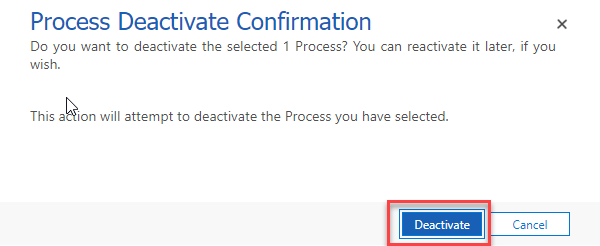 Process Deactivate Confirmation
Do you want to deactivate the selected 1 Process? You can reactivate it later, if you
wish.
This action will attempt to deactivate the Process you have selected.
Deactivate Cancel